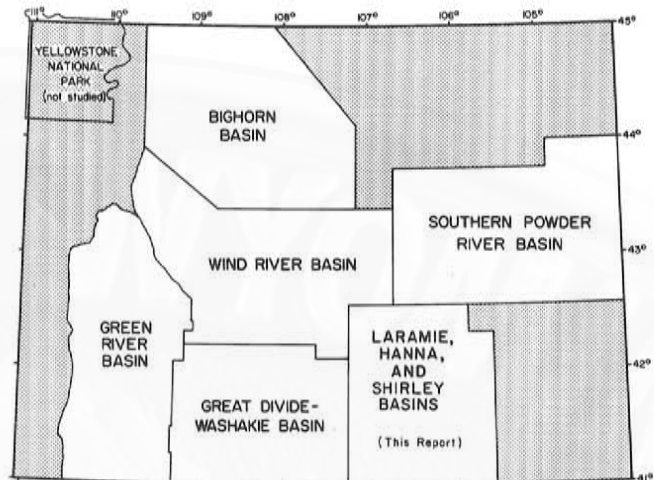 111° 110° 109° 108° 107° 106° 105°
45°
YELLOWSTONE
NATIONAL
PARK
(not studied)
BIGHORN
BASIN
44°
SOUTHERN POWDER
RIVER BASIN
43°
WIND RIVER BASIN
GREEN
RIVER
BASIN
LARAMIE,
HANNA,
AND
SHIRLEY
BASINS
(This Report)
42°
GREAT DIVIDE-
WASHAKIE BASIN
41°